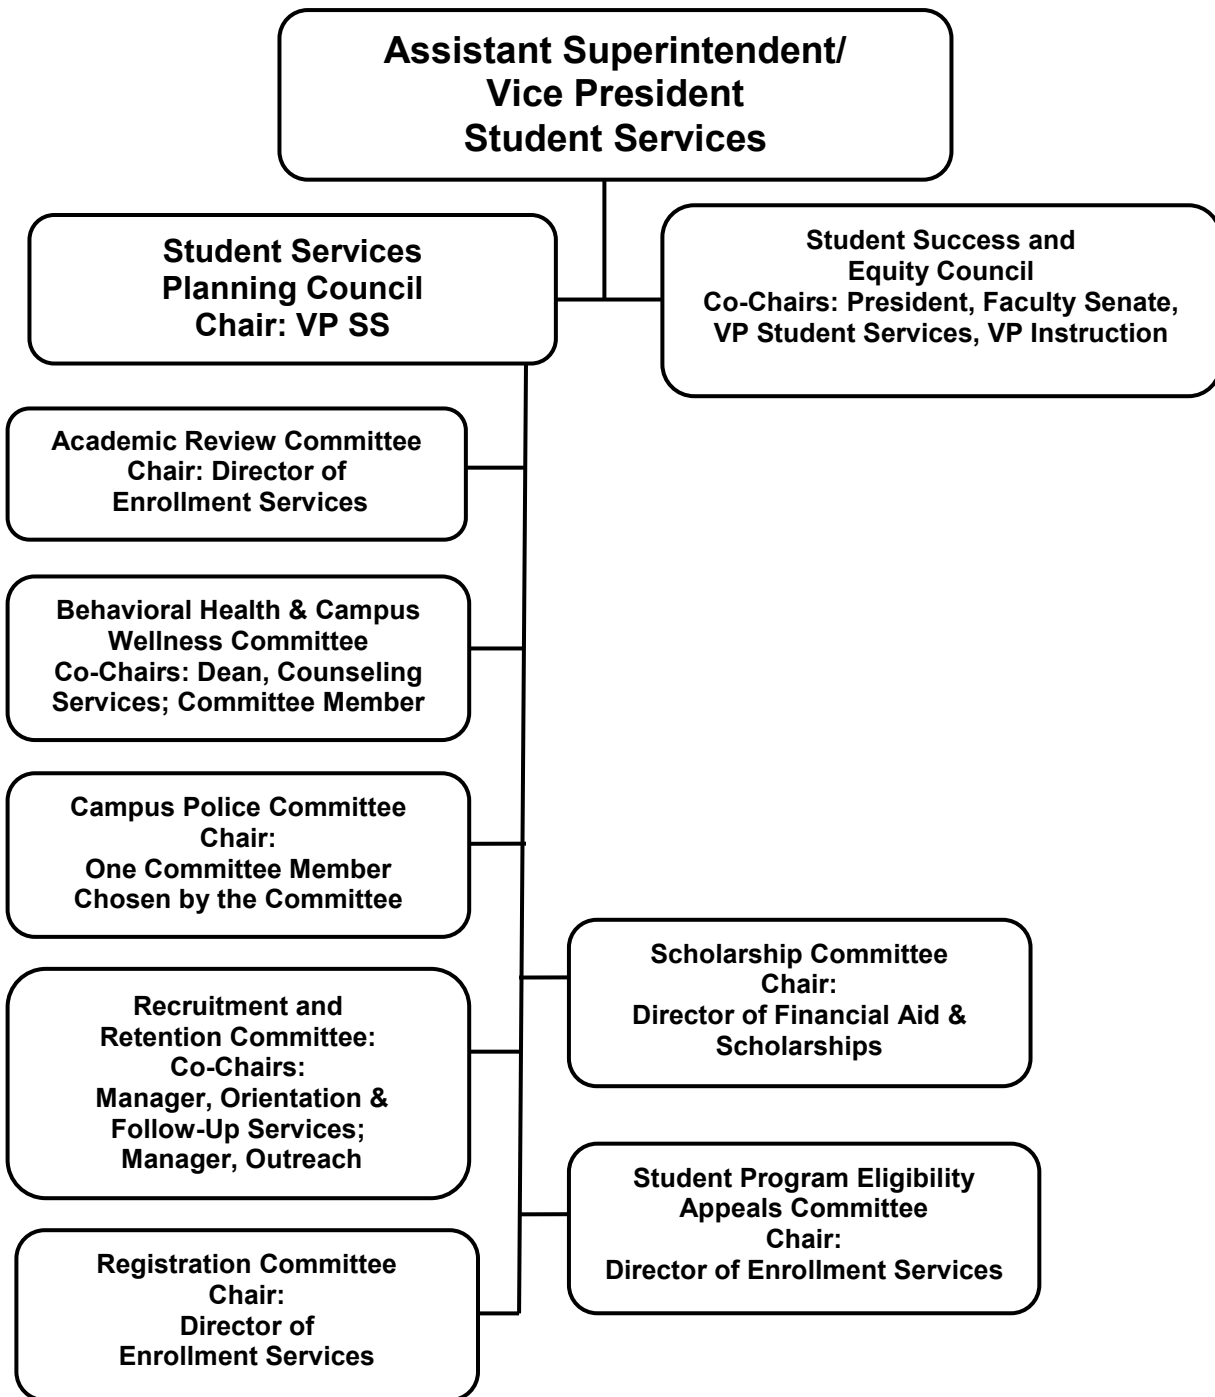 Assistant Superintendent/
Vice President
Student Services
Student Services
Planning Council
Chair: VP SS
Student Success and
Equity Council
Co-Chairs: President, Faculty Senate,
VP Student Services, VP Instruction
Academic Review Committee
Chair: Director of
Enrollment Services
Behavioral Health & Campus
Wellness Committee
Co-Chairs: Dean, Counseling
Services; Committee Member
Campus Police Committee
Chair:
One Committee Member
Chosen by the Committee
Recruitment and
Retention Committee:
Co-Chairs:
Manager, Orientation &
Follow-Up Services;
Manager, Outreach
Registration Committee
Chair:
Director of
Enrollment Services
Scholarship Committee
Chair:
Director of Financial Aid &
Scholarships
Student Program Eligibility
Appeals Committee
Chair:
Director of Enrollment Services